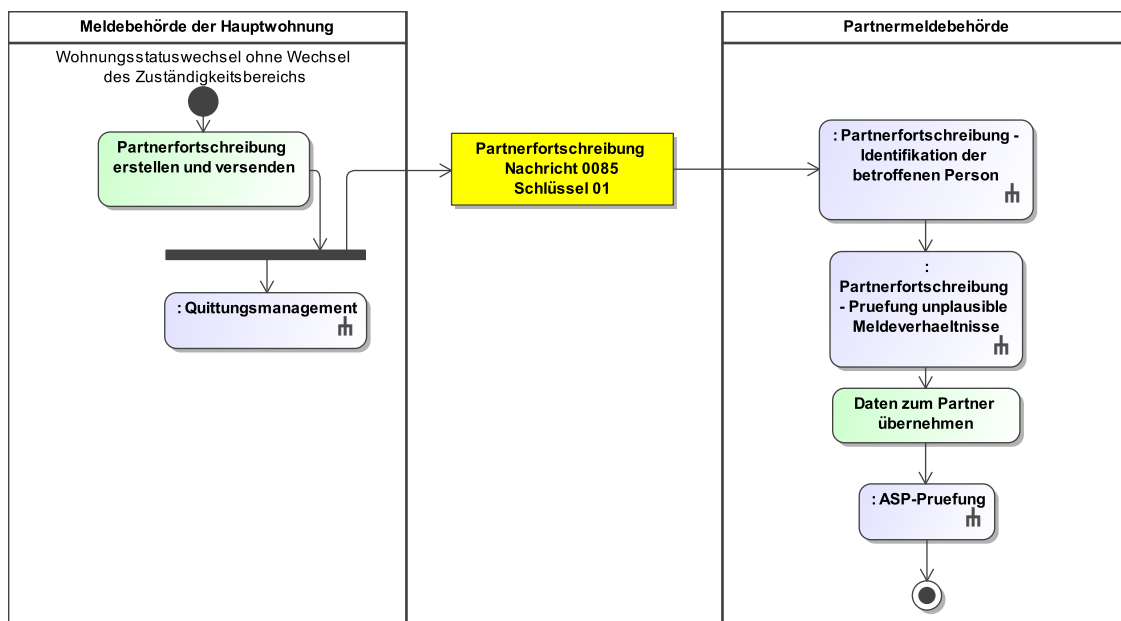 Meldebehörde der Hauptwohnung
Wohnungsstatuswechsel ohne Wechsel
des Zuständigkeitsbereichs
Partnerfortschreibung
erstellen und versenden
: Quittungsmanagement
Partnerfortschreibung
Nachricht 0085
Schlüssel 01
Partnermeldebehörde
: Partnerfortschreibung -
Identifikation der
betroffenen Person
:
Partnerfortschreibung
- Pruefung unplausible
Meldeverhaeltnisse
Daten zum Partner
übernehmen
: ASP-Pruefung